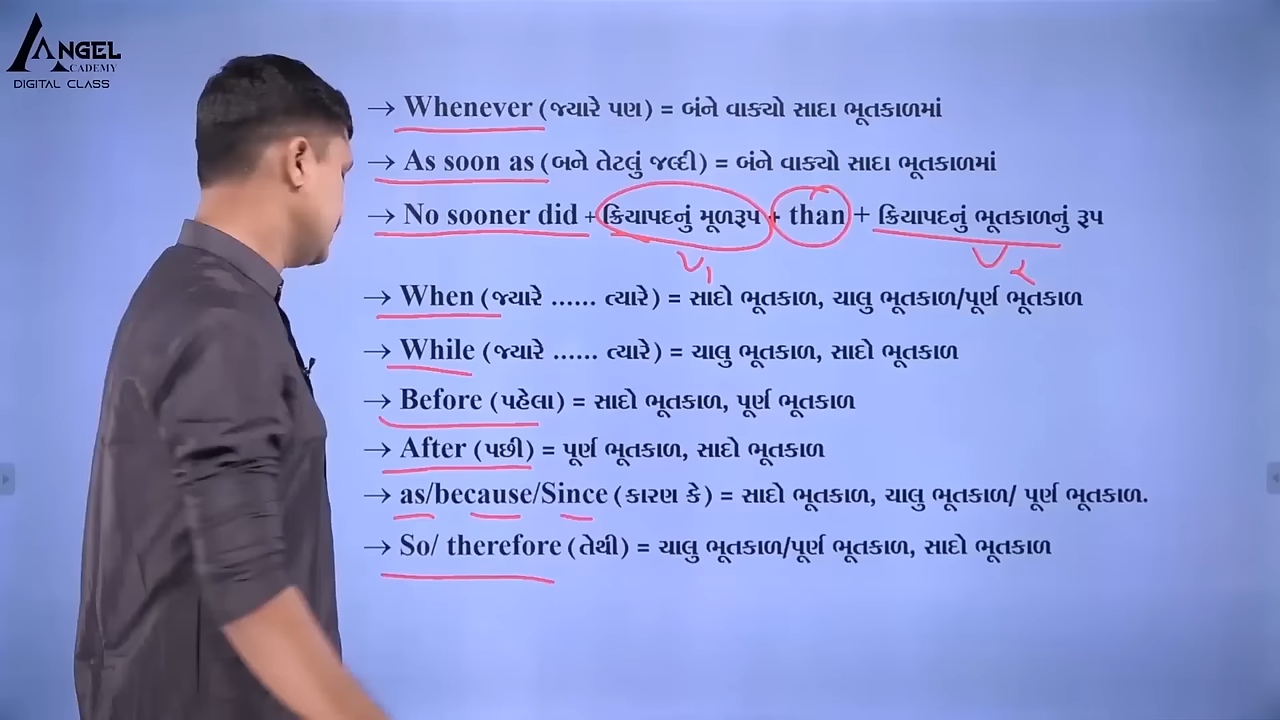 ANGEL
ACADEMY
DIGITAL CLASS
→ Whenever (જ્યારે પણ) = બંને વાક્યો સાદા ભૂતકાળમાં
→ As soon as (બને તેટલું જલ્દી) = બંને વાક્યો સાદા ભૂતકાળમાં
→ No sooner did + ક્રિયાપદનું મૂળરૂપ + than + ક્રિયાપદનું ભૂતકાળનું રૂપ
V1 V2
→ When (જ્યારે ...... ત્યારે) = સાદો ભૂતકાળ, ચાલુ ભૂતકાળ/પૂર્ણ ભૂતકાળ
→ While (જ્યારે ...... ત્યારે) = ચાલુ ભૂતકાળ, સાદો ભૂતકાળ
→ Before (પહેલા) = સાદો ભૂતકાળ, પૂર્ણ ભૂતકાળ
→ After (પછી) = પૂર્ણ ભૂતકાળ, સાદો ભૂતકાળ
→ as/because/Since (કારણ કે) = સાદો ભૂતકાળ, ચાલુ ભૂતકાળ/ પૂર્ણ ભૂતકાળ.
→ So/ therefore (તેથી) = ચાલુ ભૂતકાળ/પૂર્ણ ભૂતકાળ, સાદો ભૂતકાળ